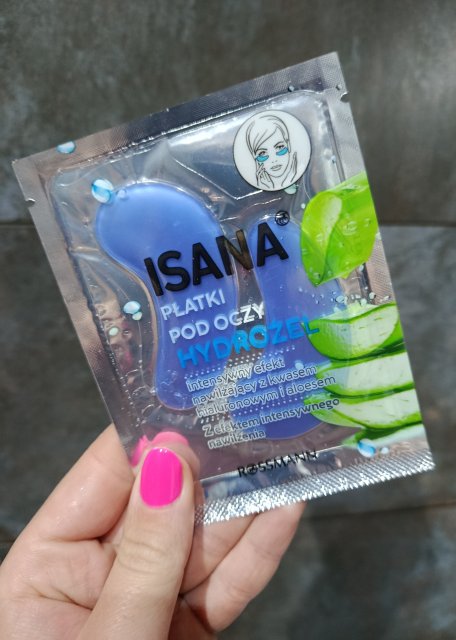 ISANA
PŁATKI
POD OCZY
HYDROŻEL
intensywny efekt
nawilżający z kwasem
hialuronowym i aloesem
Z efektem intensywnego
nawilżenia
ROSSMANN